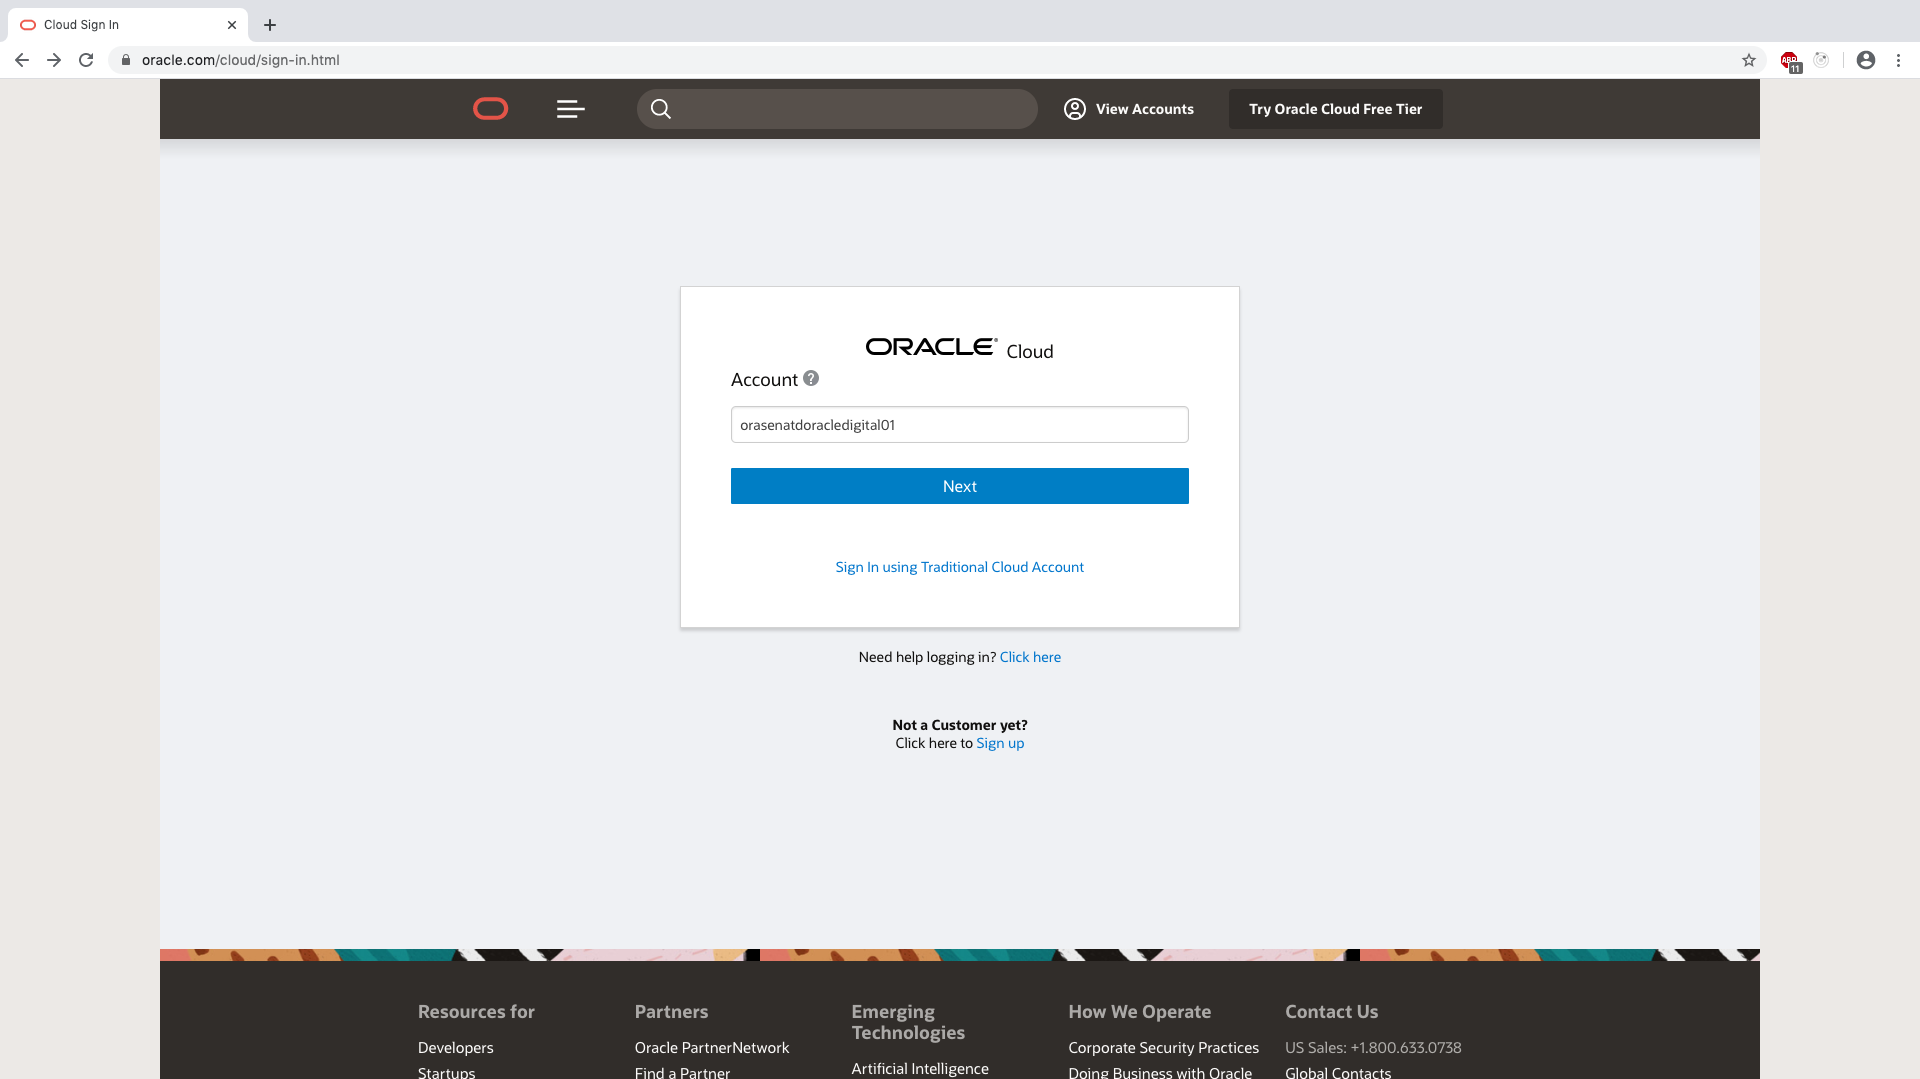 Cloud Sign In
oracle.com/cloud/sign-in.html
ABP
11
View Accounts
Try Oracle Cloud Free Tier
ORACLE Cloud
Account ?
orasenatdoracledigital01
Next
Sign In using Traditional Cloud Account
Need help logging in? Click here
Not a Customer yet?
Click here to Sign up
Resources for
Developers
Startups
Partners
Oracle PartnerNetwork
Find a Partner
Emerging
Technologies
Artificial Intelligence
How We Operate
Corporate Security Practices
Doing Business with Oracle
Contact Us
US Sales: +1.800.633.0738
Global Contacts